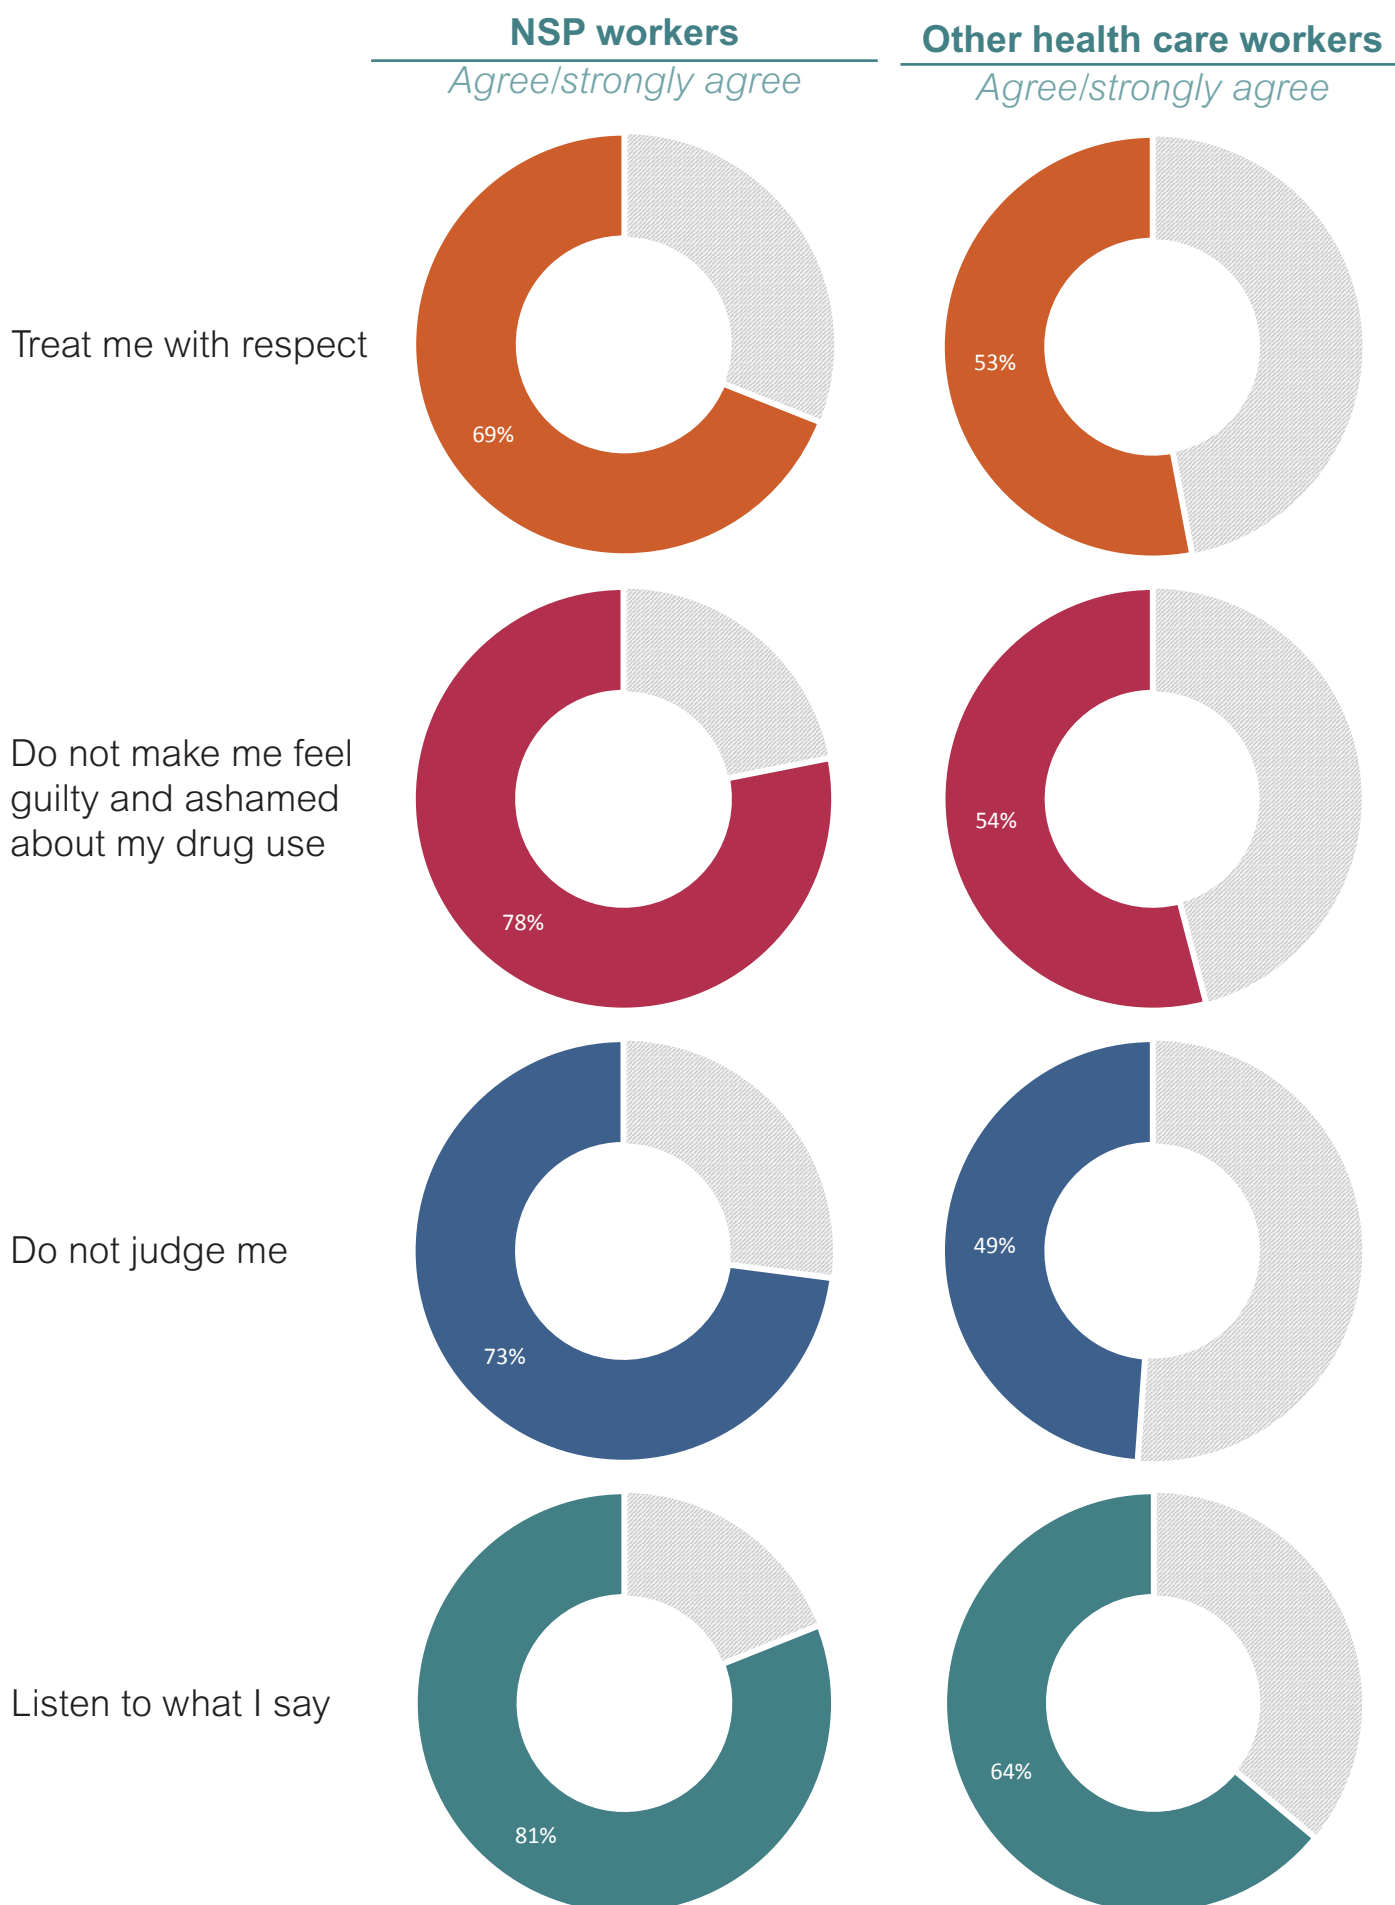 NSP workers
Other health care workers
Agree/strongly agree
Agree/strongly agree
Treat me with respect
69%
53%
Do not make me feel
guilty and ashamed
about my drug use
78%
54%
Do not judge me
73%
49%
Listen to what I say
81%
64%